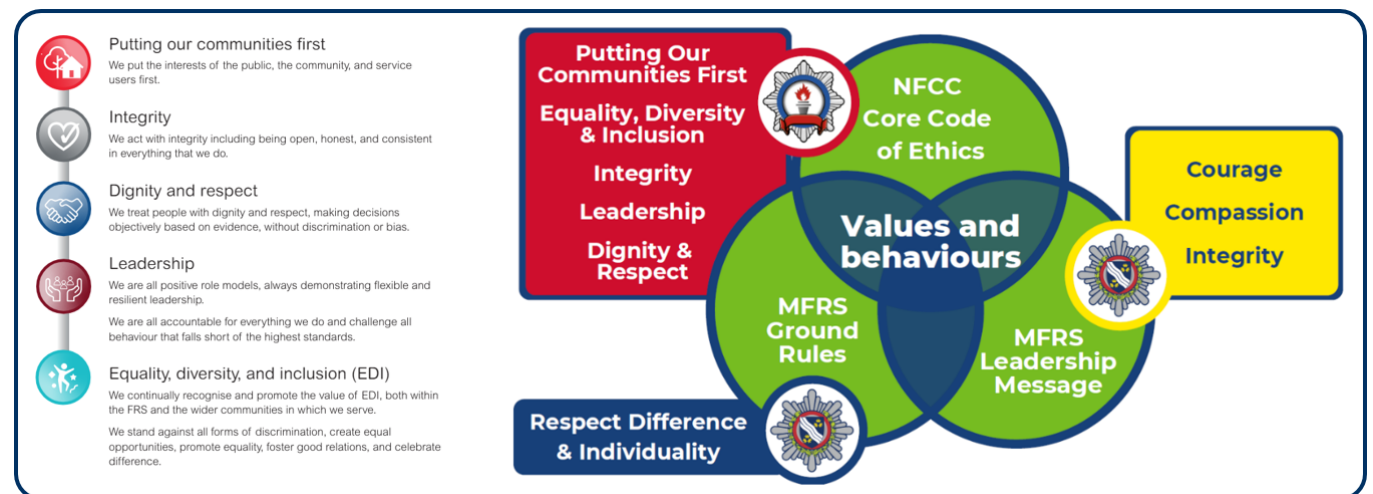 Putting our communities first
We put the interests of the public, the community, and service
users first.
Integrity
We act with integrity including being open, honest, and consistent
in everything that we do.
Dignity and respect
We treat people with dignity and respect, making decisions
objectively based on evidence, without discrimination or bias.
Leadership
We are all positive role models, always demonstrating flexible and
resilient leadership.
We are all accountable for everything we do and challenge all
behaviour that falls short of the highest standards.
Equality, diversity, and inclusion (EDI)
We continually recognise and promote the value of EDI, both within
the FRS and the wider communities in which we serve.
We stand against all forms of discrimination, create equal
opportunities, promote equality, foster good relations, and celebrate
difference.
Putting Our
Communities First
Equality, Diversity
& Inclusion
Integrity
Leadership
Dignity &
Respect
NFCC
Core Code
of Ethics
Values and
behaviours
MFRS
Ground
Rules
MFRS
Leadership
Message
Courage
Compassion
Integrity
Respect Difference
& Individuality